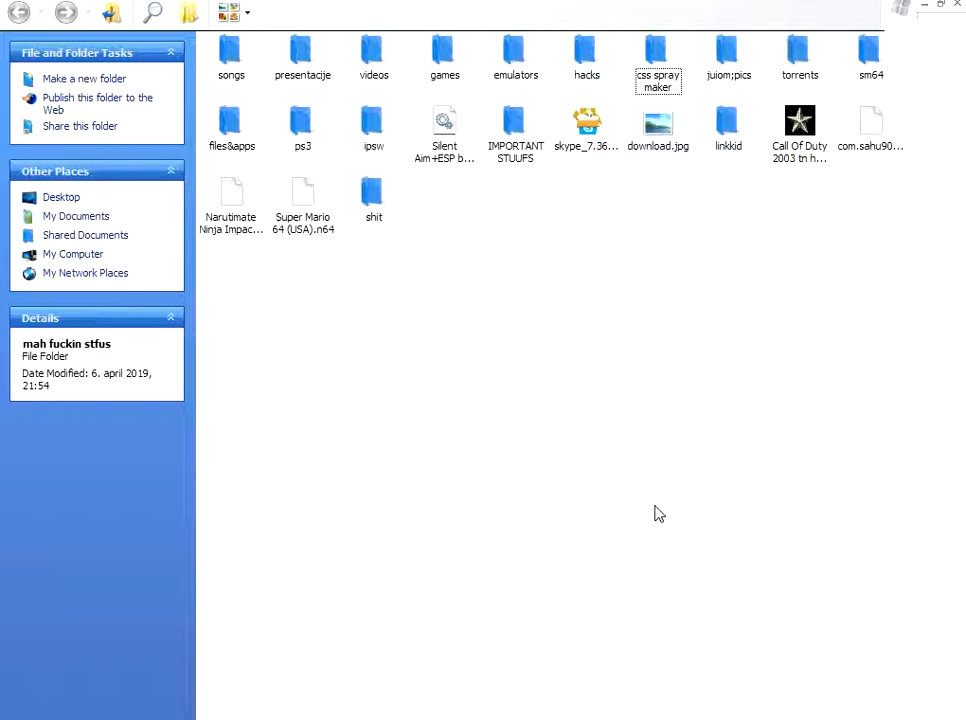 File and Folder Tasks
Make a new folder
Publish this folder to the
Web
Share this folder
Other Places
Desktop
My Documents
Shared Documents
My Computer
My Network Places
Details
mah fuckin stfus
File Folder
Date Modified: 6. april 2019,
21:54
songs
presentacije
videos
games
emulators
hacks
css spray
maker
juiom;pics
torrents
sm64
files&apps
ps3
ipsw
Silent
Aim+ESP b...
IMPORTANT
STUUFS
skype_7.36...
download.jpg
linkkid
Call Of Duty
2003 tn h...
com.sahu90...
Narutimate
Ninja Impac...
Super Mario
64 (USA).n64
shit